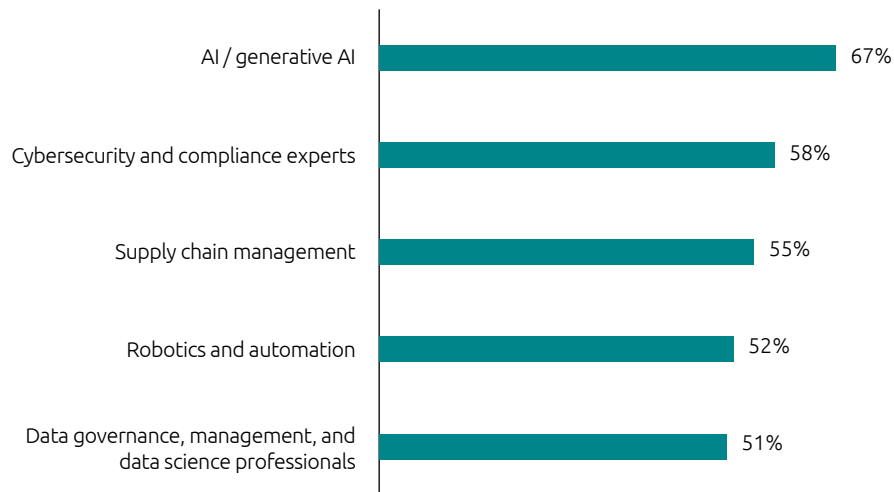 AI / generative AI
67%
Cybersecurity and compliance experts
58%
Supply chain management
55%
Robotics and automation
52%
Data governance, management, and
data science professionals
51%